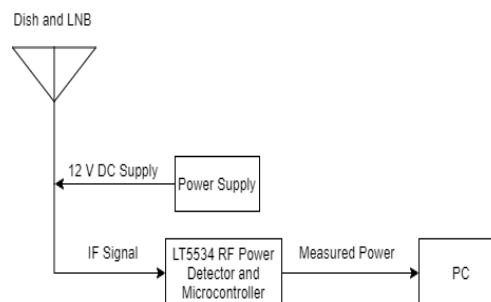 Dish and LNB
12 V DC Supply
Power Supply
IF Signal
LT5534 RF Power
Detector and
Microcontroller
Measured Power
PC